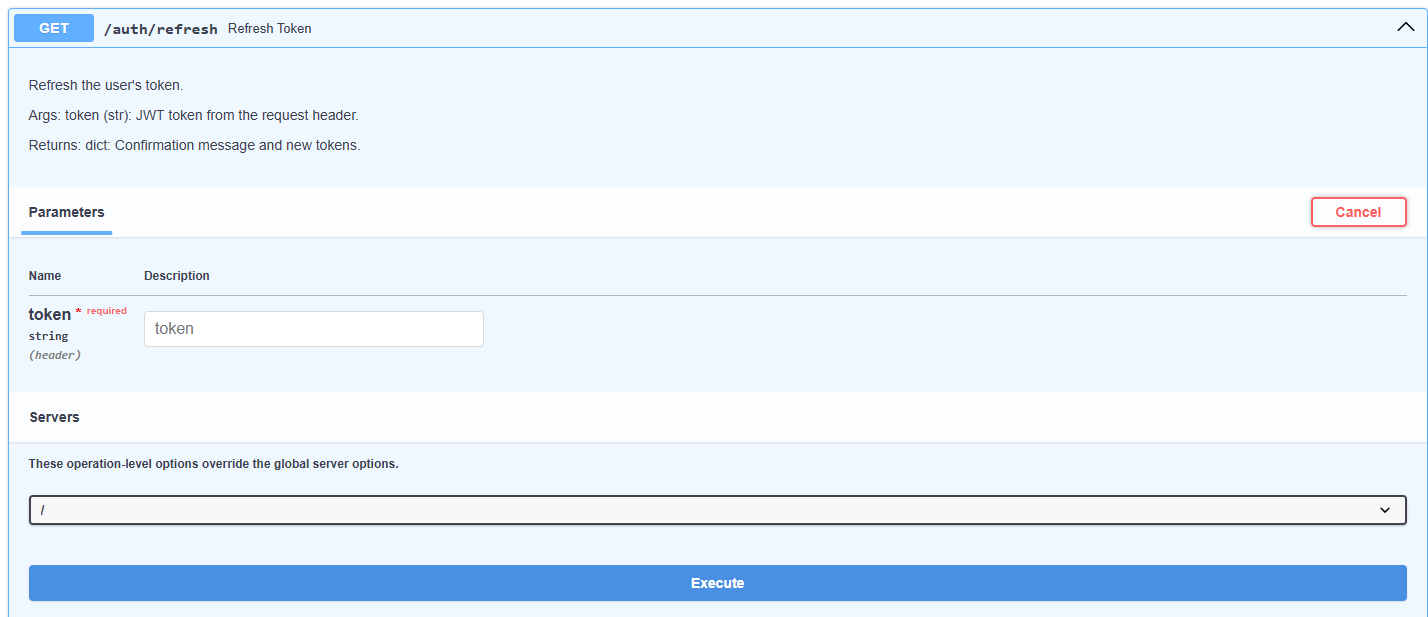 GET /auth/refresh Refresh Token
Refresh the user's token.
Args: token (str): JWT token from the request header.
Returns: dict: Confirmation message and new tokens.
Parameters Cancel
Name Description
token * required
string
(header)
token
Servers
These operation-level options override the global server options.
/
Execute